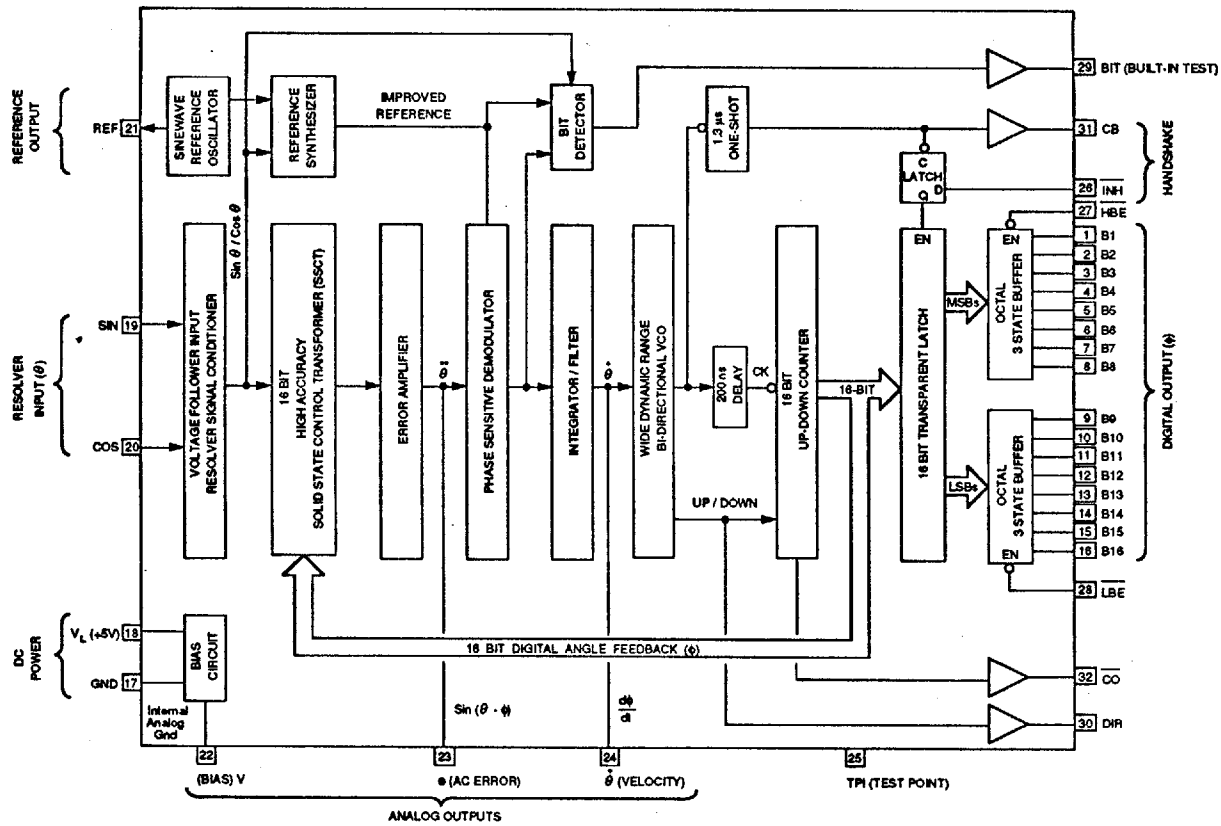 REFERENCE
OUTPUT
REF
21
SINEWAVE
REFERENCE
OSCILLATOR
REFERENCE
SYNTHESIZER
IMPROVED
REFERENCE
BIT
DETECTOR
1.3 µs
ONE-SHOT
29
BIT (BUILT-IN TEST)
31
CB
C
LATCH
D
Q
26
INH
HANDSHAKE
27
HBE
RESOLVER
INPUT (θ)
SIN
19
COS
20
VOLTAGE FOLLOWER INPUT
RESOLVER SIGNAL CONDITIONER
Sin θ / Cos θ
16 BIT
HIGH ACCURACY
SOLID STATE CONTROL TRANSFORMER (SSCT)
ERROR AMPLIFIER
θ̈
PHASE SENSITIVE DEMODULATOR
INTEGRATOR / FILTER
θ̇
WIDE DYNAMIC RANGE
BI-DIRECTIONAL VCO
200 ns
DELAY
CK
16 BIT
UP-DOWN COUNTER
UP / DOWN
16-BIT
EN
16 BIT TRANSPARENT LATCH
MSBs
LSBs
EN
OCTAL
3 STATE BUFFER
1 B1
2 B2
3 B3
4 B4
5 B5
6 B6
7 B7
8 B8
OCTAL
3 STATE BUFFER
EN
9 B9
10 B10
11 B11
12 B12
13 B13
14 B14
15 B15
16 B16
DIGITAL OUTPUT (ϕ)
28
LBE
16 BIT DIGITAL ANGLE FEEDBACK (ϕ)
DC
POWER
VL (+5V)
18
GND
17
BIAS
CIRCUIT
Internal
Analog
Gnd
Sin (θ - ϕ)
dϕ
dt
32
CO
30
DIR
22
23
24
25
(BIAS) V
e (AC ERROR)
θ̇ (VELOCITY)
TPI (TEST POINT)
ANALOG OUTPUTS